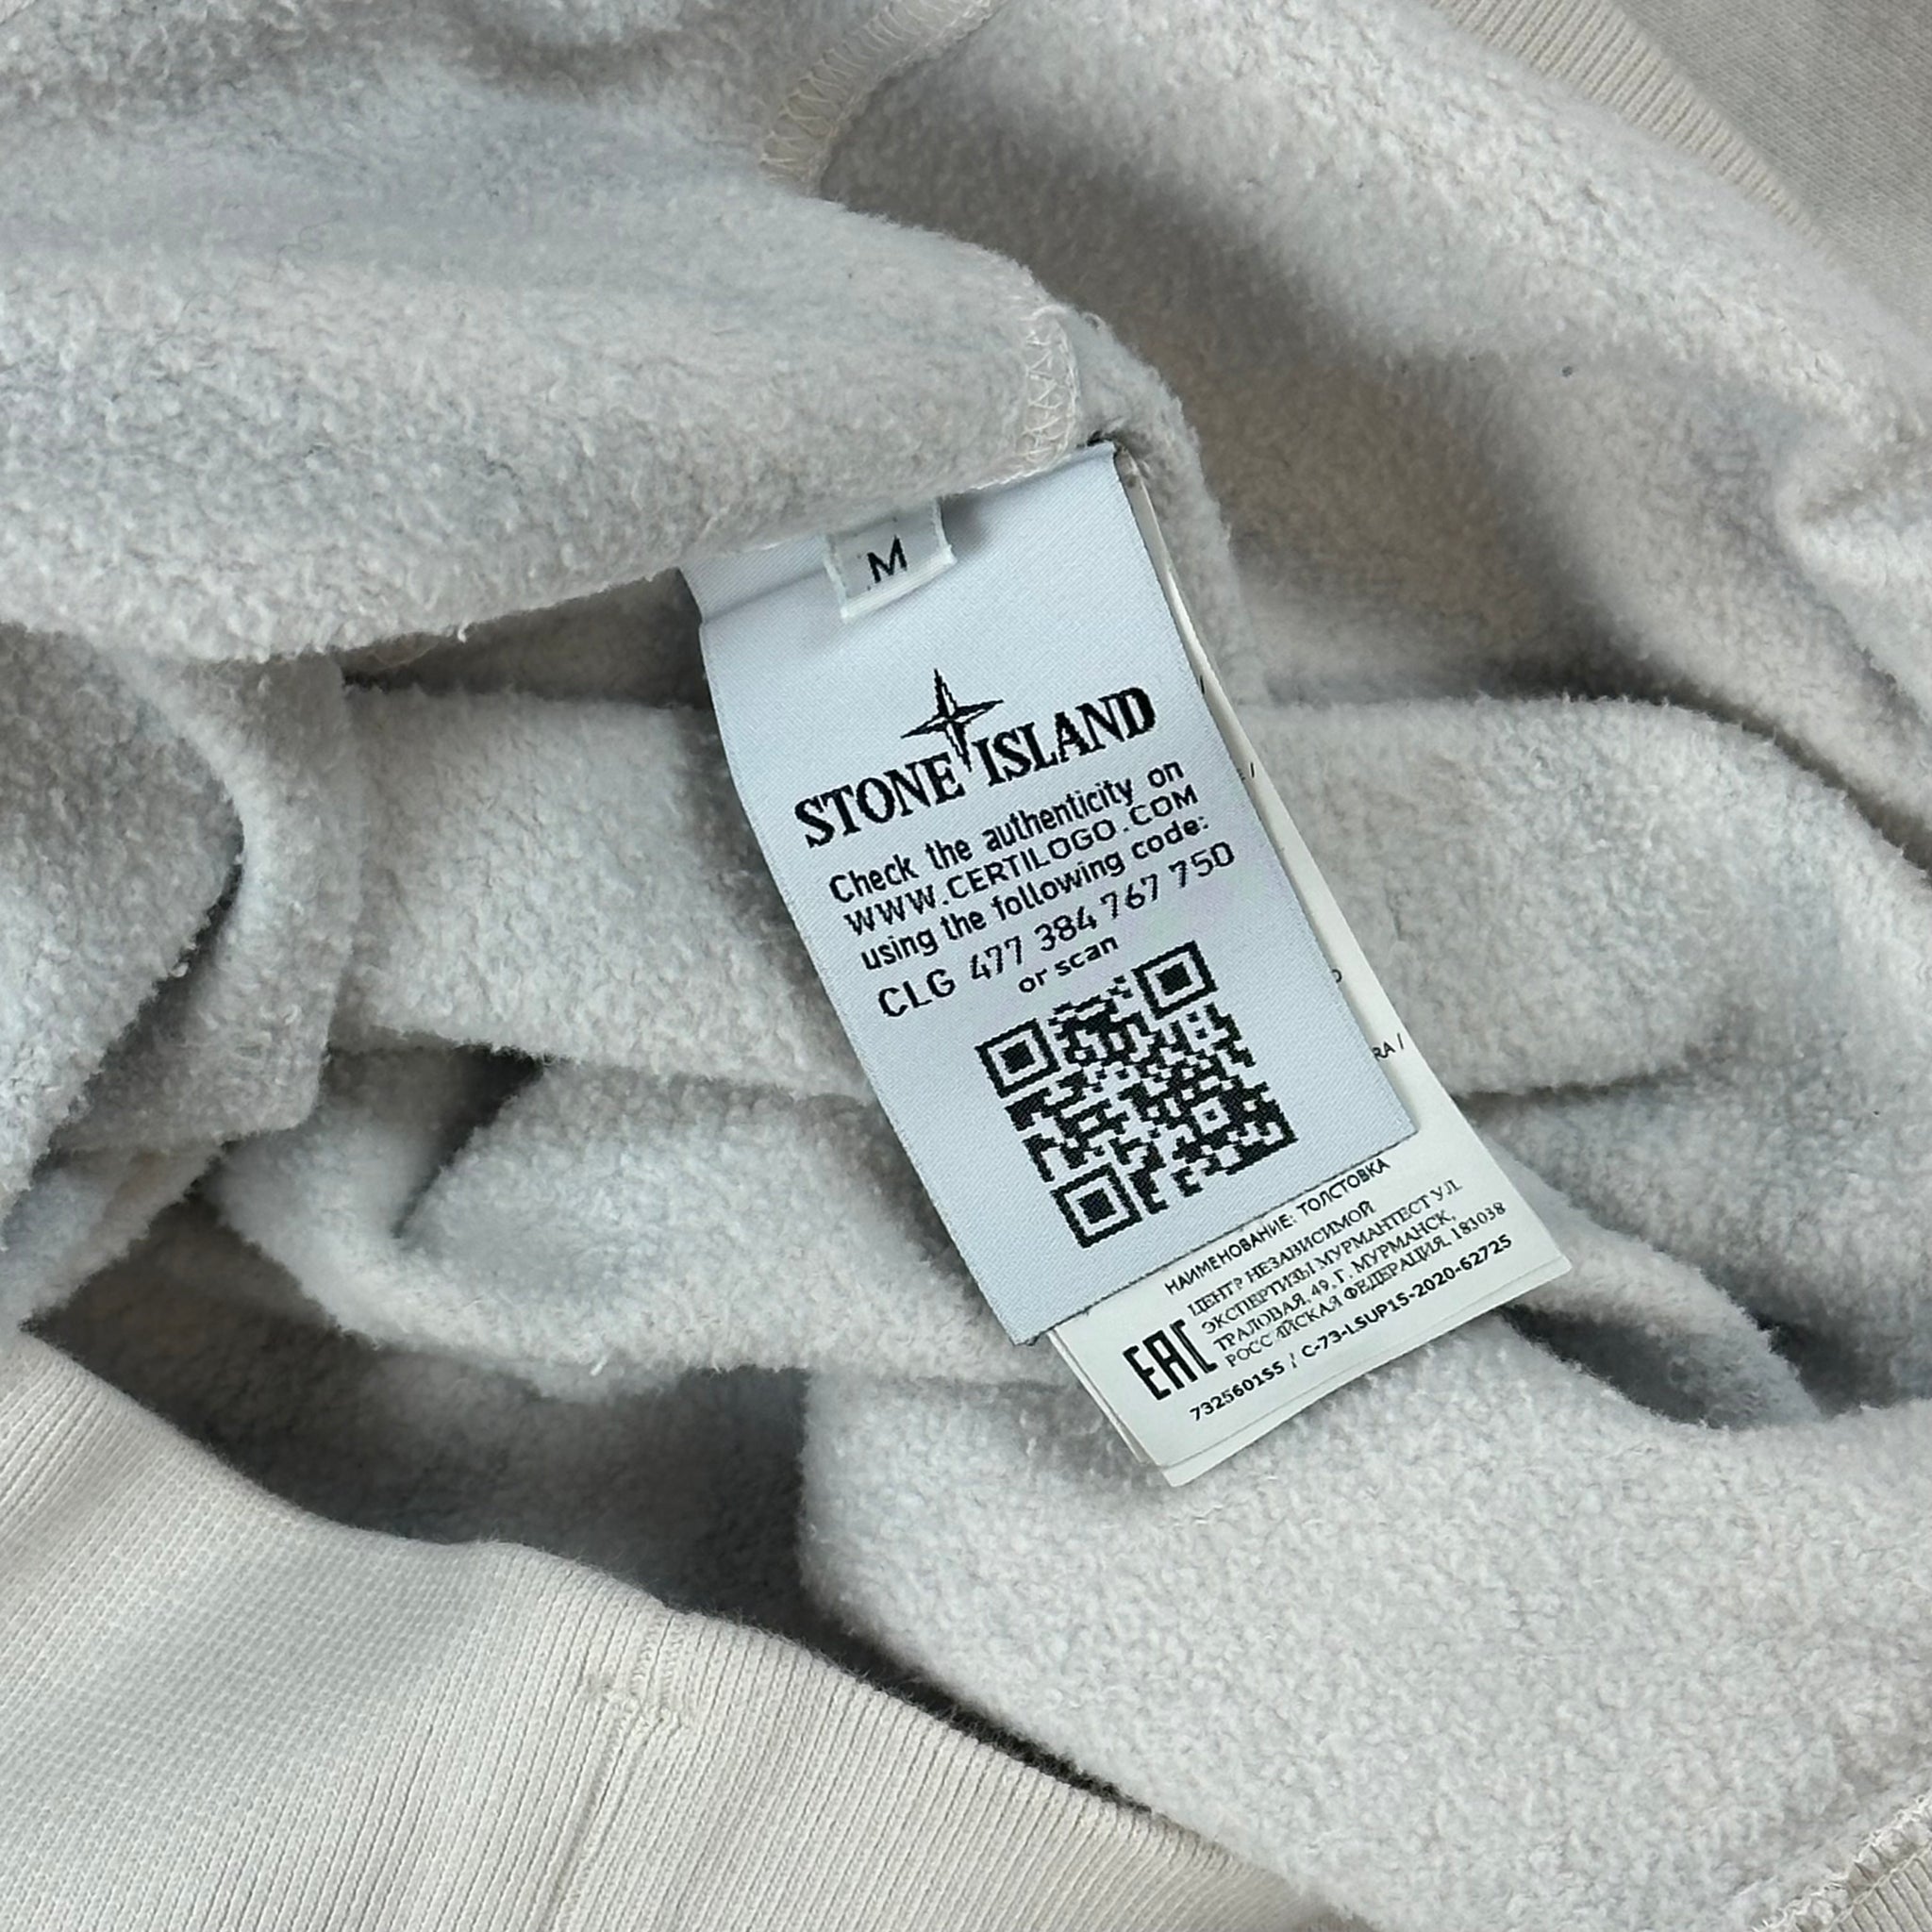 M
STONE ISLAND
Check the authenticity on
WWW.CERTILOGO.COM
using the following code:
CLG 477 384 767 750
or scan
RA /
НАИМЕНОВАНИЕ: ТОЛСТОВКА
ЦЕНТР НЕЗАВИСИМОЙ
ЭКСПЕРТИЗЫ МУРМАНТЕСТ УЛ.
ТРАЛОВАЯ, 49, Г. МУРМАНСК,
РОССИЙСКАЯ ФЕДЕРАЦИЯ, 183038
EAC
7325601S5 / C-73-LSUP15-2020-62725